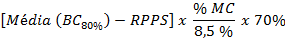 [Média (BC₈₀%) − RPPS] x % MC / 8,5 % x 70%